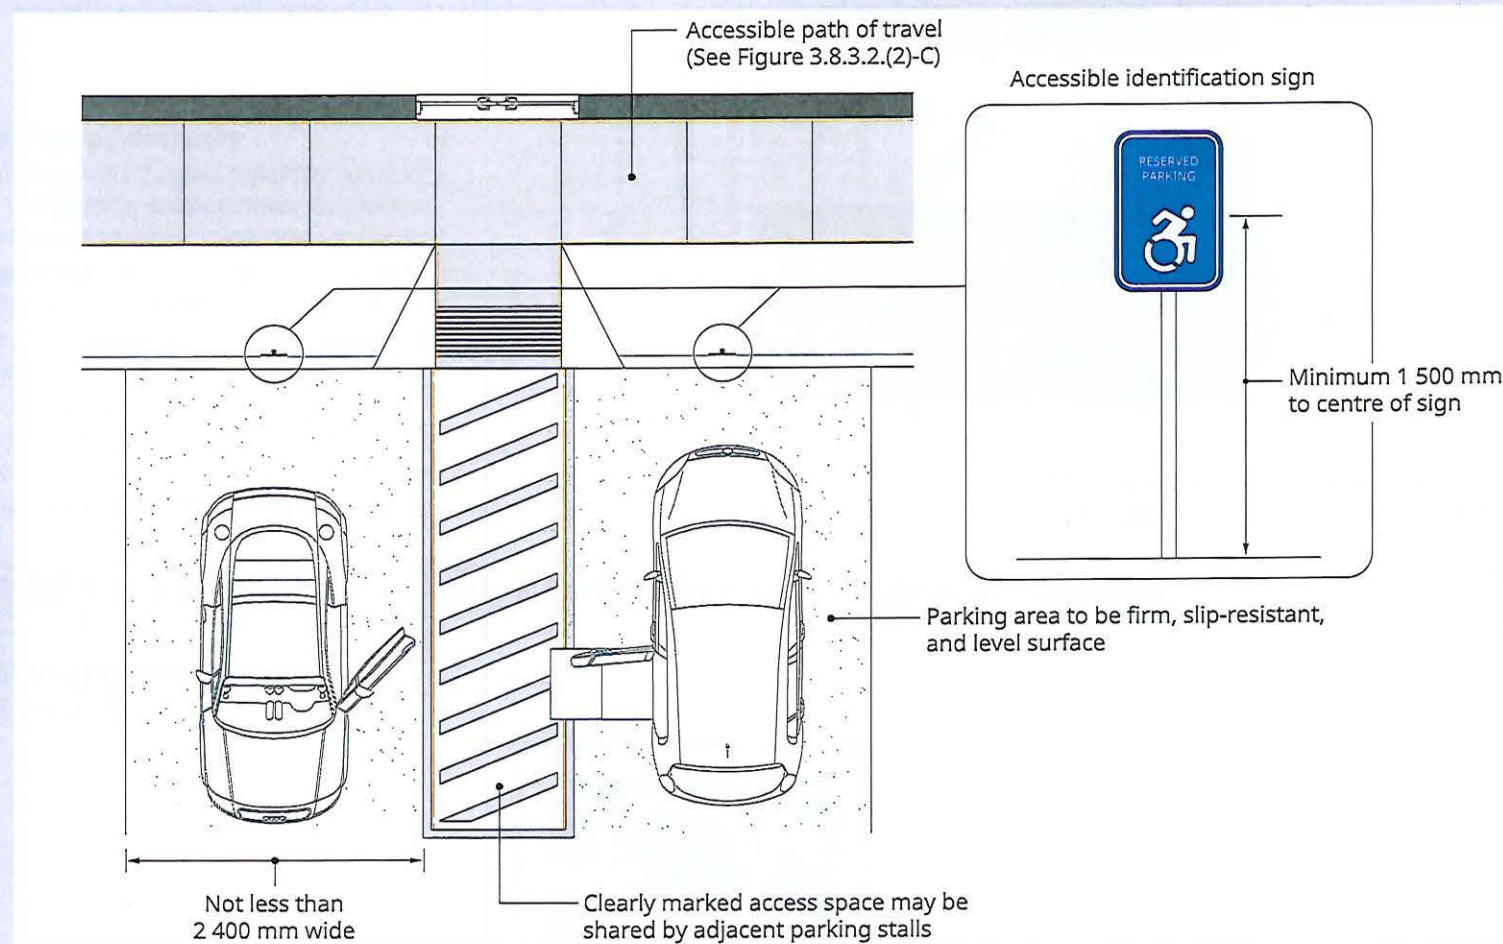 Accessible path of travel
(See Figure 3.8.3.2.(2)-C)
Accessible identification sign
RESERVED
PARKING
Minimum 1 500 mm
to centre of sign
Parking area to be firm, slip-resistant,
and level surface
Not less than
2 400 mm wide
Clearly marked access space may be
shared by adjacent parking stalls